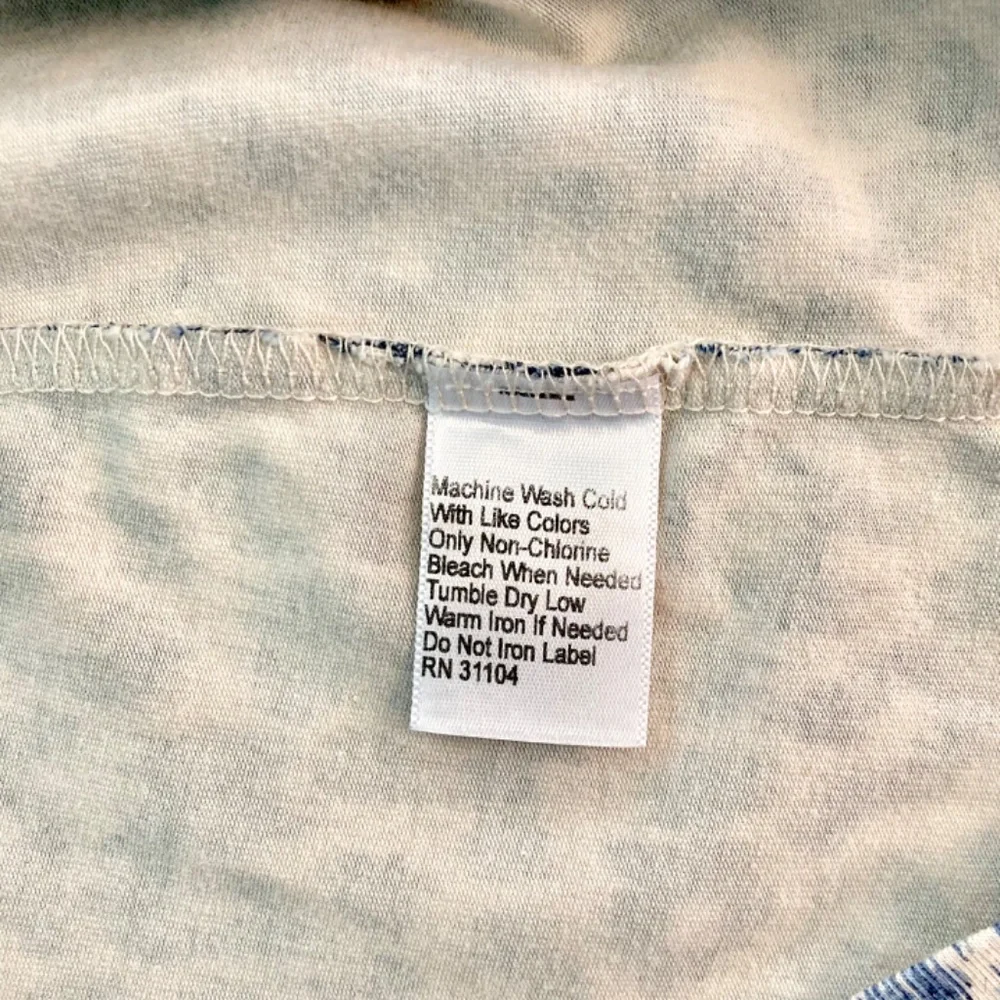 Machine Wash Cold
With Like Colors
Only Non-Chlorine
Bleach When Needed
Tumble Dry Low
Warm Iron If Needed
Do Not Iron Label
RN 31104